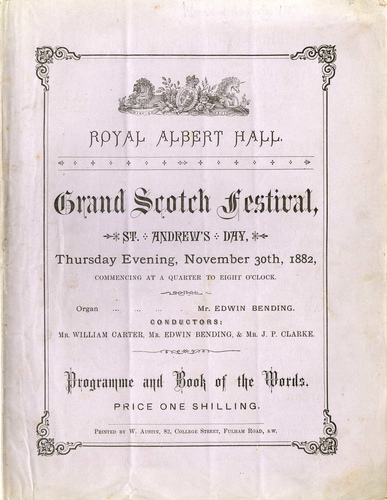 ROYAL ALBERT HALL.
Grand Scotch Festival,
ST. ANDREW'S DAY,
Thursday Evening, November 30th, 1882,
COMMENCING AT A QUARTER TO EIGHT O'CLOCK.
Organ ... ... ... Mr. EDWIN BENDING.
CONDUCTORS:
Mr. WILLIAM CARTER, Mr. EDWIN BENDING, & Mr. J. P. CLARKE.
Programme and Book of the Words.
PRICE ONE SHILLING.
Printed by W. Austin, 82, College Street, Fulham Road, S.W.